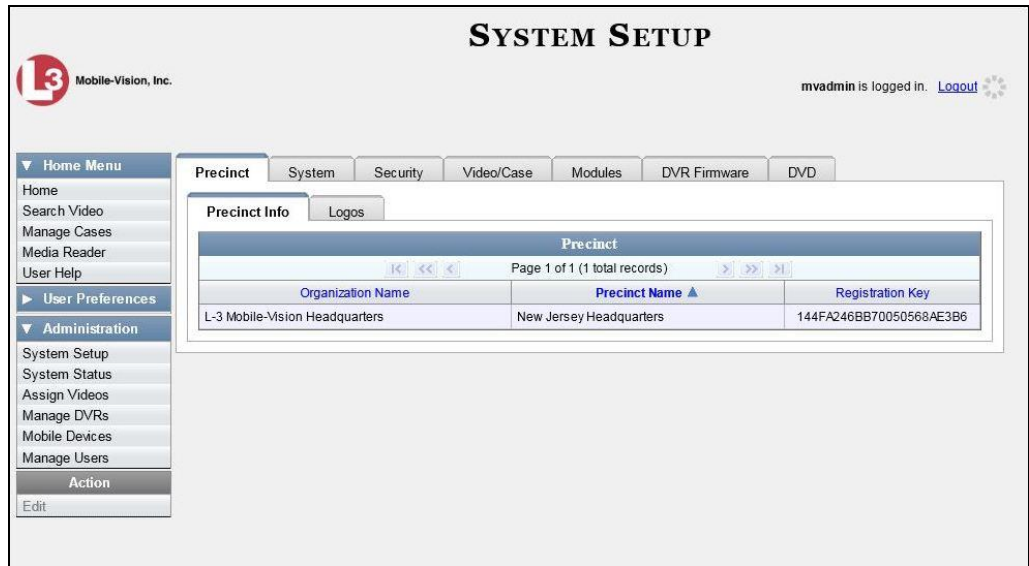 SYSTEM SETUP
L3 Mobile-Vision, Inc.
mvadmin is logged in. Logout
▼ Home Menu
Home
Search Video
Manage Cases
Media Reader
User Help
► User Preferences
▼ Administration
System Setup
System Status
Assign Videos
Manage DVRs
Mobile Devices
Manage Users
Action
Edit
Precinct System Security Video/Case Modules DVR Firmware DVD
Precinct Info Logos
Precinct
|< << < Page 1 of 1 (1 total records) > >> >|
Organization Name Precinct Name ▲ Registration Key
L-3 Mobile-Vision Headquarters New Jersey Headquarters 144FA246BB70050568AE3B6